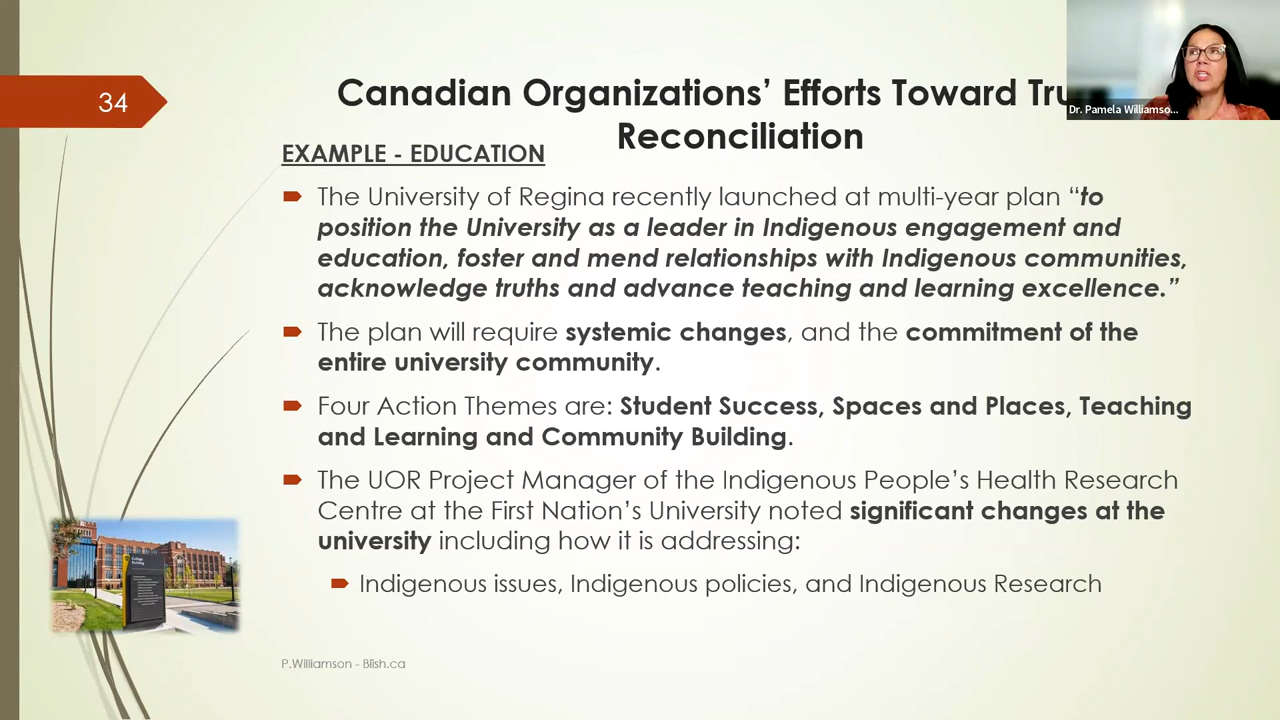 34
Canadian Organizations’ Efforts Toward Tru
Reconciliation
Dr. Pamela Williamso...
EXAMPLE - EDUCATION
The University of Regina recently launched at multi-year plan “to
position the University as a leader in Indigenous engagement and
education, foster and mend relationships with Indigenous communities,
acknowledge truths and advance teaching and learning excellence.”
The plan will require systemic changes, and the commitment of the
entire university community.
Four Action Themes are: Student Success, Spaces and Places, Teaching
and Learning and Community Building.
The UOR Project Manager of the Indigenous People’s Health Research
Centre at the First Nation’s University noted significant changes at the
university including how it is addressing:
Indigenous issues, Indigenous policies, and Indigenous Research
College
Building
P.Williamson - Biish.ca